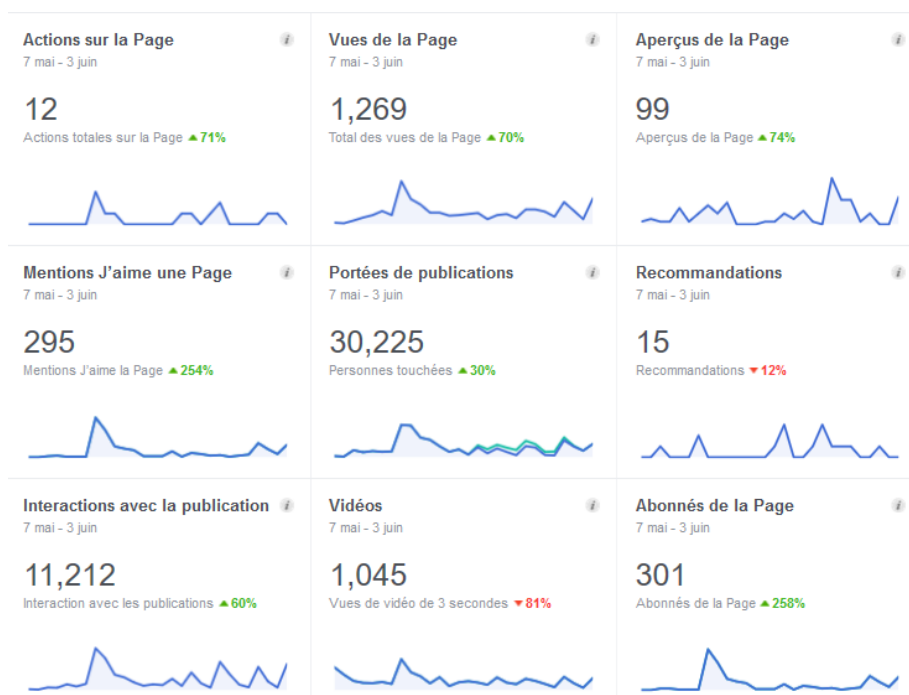 Actions sur la Page
7 mai - 3 juin
12
Actions totales sur la Page ▲71%
Vues de la Page
7 mai - 3 juin
1,269
Total des vues de la Page ▲70%
Aperçus de la Page
7 mai - 3 juin
99
Aperçus de la Page ▲74%
Mentions J'aime une Page
7 mai - 3 juin
295
Mentions J'aime la Page ▲254%
Portées de publications
7 mai - 3 juin
30,225
Personnes touchées ▲30%
Recommandations
7 mai - 3 juin
15
Recommandations ▼12%
Interactions avec la publication
7 mai - 3 juin
11,212
Interaction avec les publications ▲60%
Vidéos
7 mai - 3 juin
1,045
Vues de vidéo de 3 secondes ▼81%
Abonnés de la Page
7 mai - 3 juin
301
Abonnés de la Page ▲258%